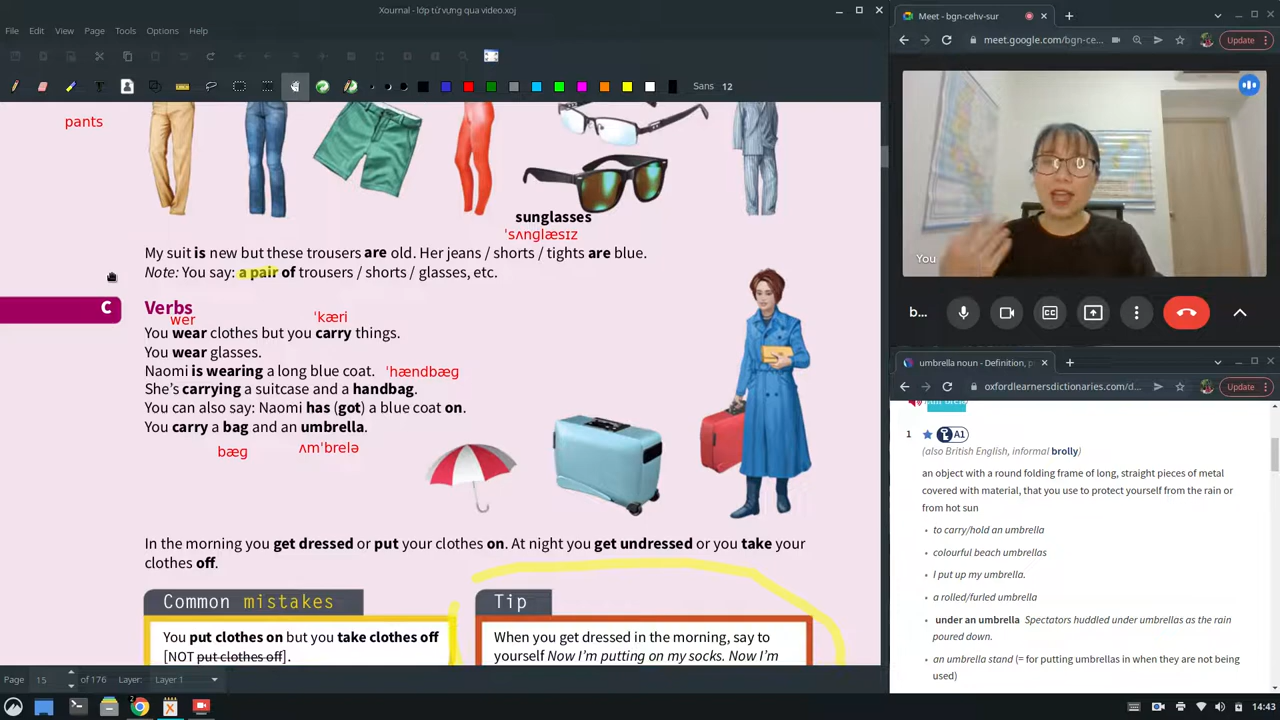 Xournal - lớp từ vựng qua video.xoj
File Edit View Page Tools Options Help
Sans 12
pants
sunglasses
ˈsʌnɡlæsɪz
My suit is new but these trousers are old. Her jeans / shorts / tights are blue.
Note: You say: a pair of trousers / shorts / glasses, etc.
C
Verbs
wer
ˈkæri
You wear clothes but you carry things.
You wear glasses.
Naomi is wearing a long blue coat.
ˈhændbæɡ
She's carrying a suitcase and a handbag.
You can also say: Naomi has (got) a blue coat on.
You carry a bag and an umbrella.
bæɡ
ʌmˈbrelə
In the morning you get dressed or put your clothes on. At night you get undressed or you take your
clothes off.
Common mistakes
You put clothes on but you take clothes off
[NOT put clothes off].
Tip
When you get dressed in the morning, say to
yourself Now I'm putting on my socks. Now I'm
Page 15 of 176 Layer: Layer 1
Meet - bgn-cehv-sur
meet.google.com/bgn-ce...
Update
You
b...
umbrella noun - Definition, p
oxfordlearnersdictionaries.com/d...
Update
1 A1
(also British English, informal brolly)
an object with a round folding frame of long, straight pieces of metal
covered with material, that you use to protect yourself from the rain or
from hot sun
• to carry/hold an umbrella
• colourful beach umbrellas
• I put up my umbrella.
• a rolled/furled umbrella
• under an umbrella Spectators huddled under umbrellas as the rain
poured down.
• an umbrella stand (= for putting umbrellas in when they are not being
used)
2
14:43